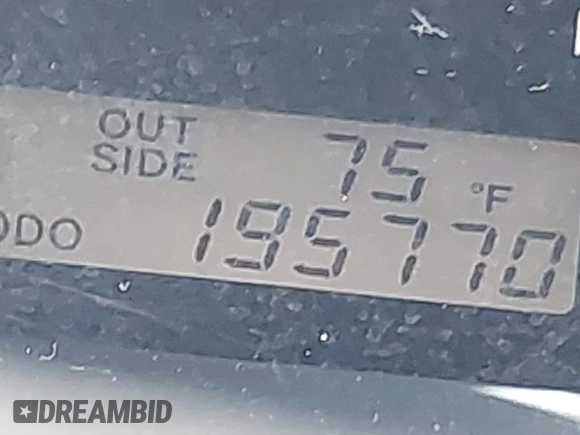 OUT
SIDE 75 °F
ODO 195770
DREAMBID